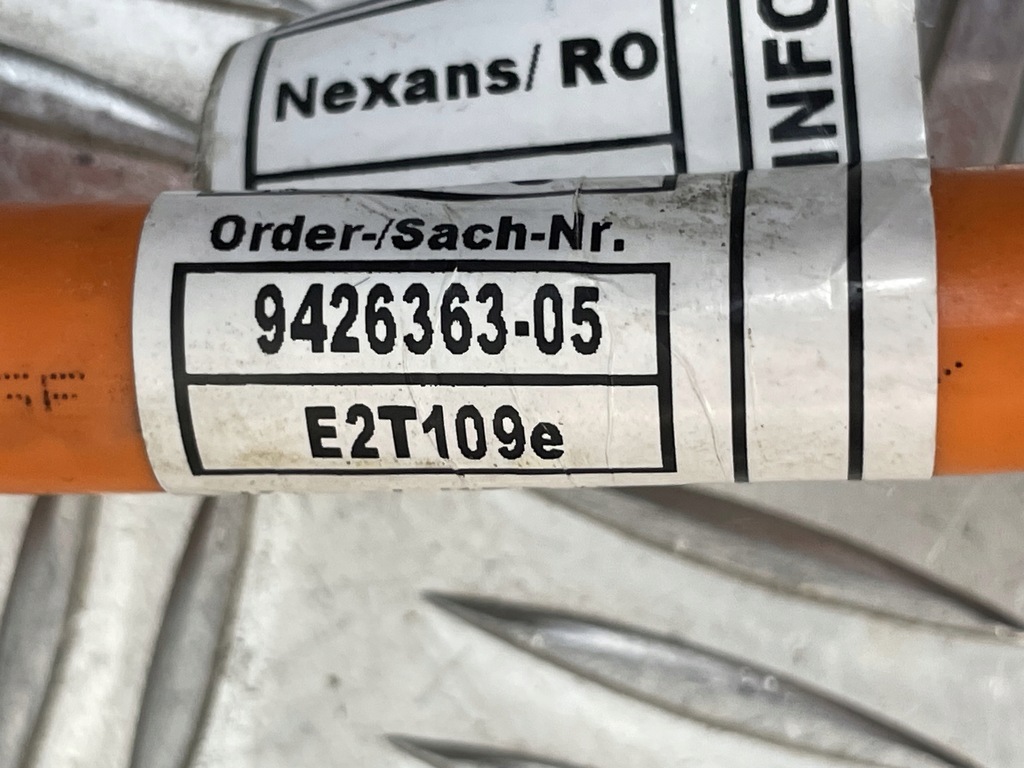 Nexans/ RO
INFO
Order-/Sach-Nr.
9426363-05
E2T109e